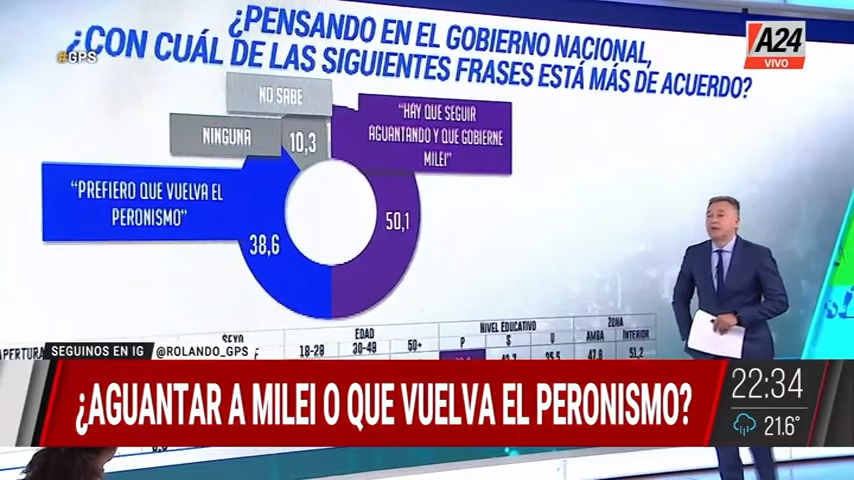 ¿PENSANDO EN EL GOBIERNO NACIONAL,
¿CON CUÁL DE LAS SIGUIENTES FRASES ESTÁ MÁS DE ACUERDO?
#GPS
A24
VIVO
NO SABE
NINGUNA
10,3
"HAY QUE SEGUIR
AGUANTANDO Y QUE GOBIERNE
MILEI"
"PREFIERO QUE VUELVA EL
PERONISMO"
38,6
50,1
SEXO
EDAD
NIVEL EDUCATIVO
ZONA
APERTURA
18-29 30-49 50+
P S U
AMBA INTERIOR
35,5
47,6 51,2
SEGUINOS EN IG @ROLANDO_GPS
¿AGUANTAR A MILEI O QUE VUELVA EL PERONISMO?
22:34
21.6°